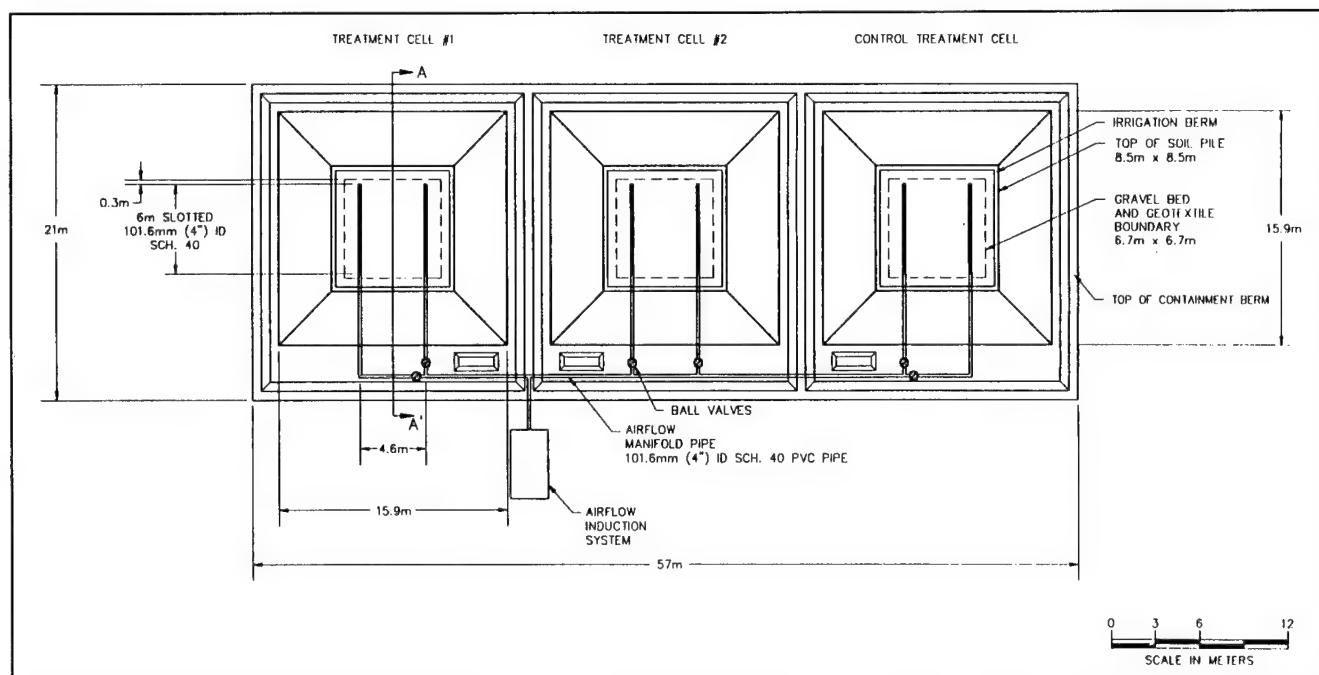 TREATMENT CELL #1
TREATMENT CELL #2
CONTROL TREATMENT CELL
A
IRRIGATION BERM
TOP OF SOIL PILE
8.5m x 8.5m
0.3m
6m SLOTTED
101.6mm (4") ID
SCH. 40
21m
GRAVEL BED
AND GEOTEXTILE
BOUNDARY
6.7m x 6.7m
15.9m
TOP OF CONTAINMENT BERM
A'
BALL VALVES
4.6m
AIRFLOW
MANIFOLD PIPE
101.6mm (4") ID SCH. 40 PVC PIPE
15.9m
AIRFLOW
INDUCTION
SYSTEM
57m
0 3 6 12
SCALE IN METERS